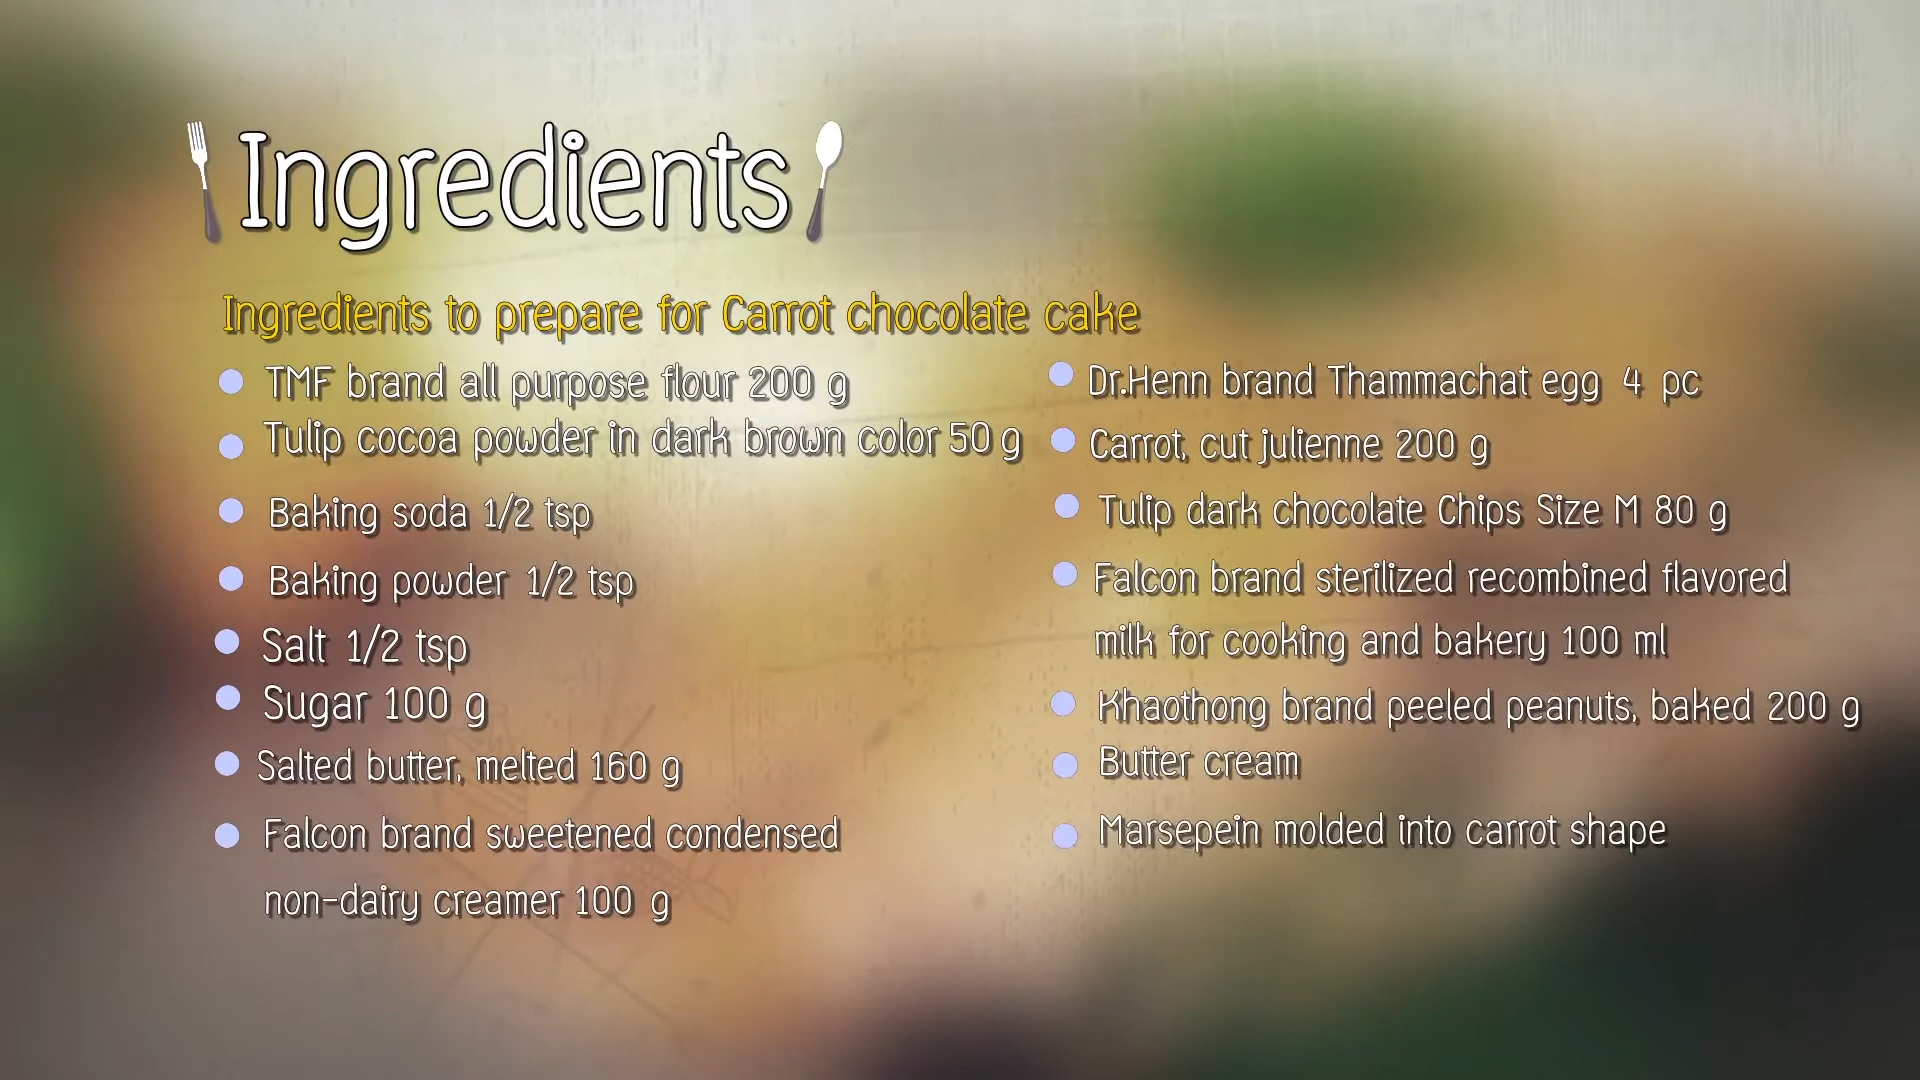 Ingredients
Ingredients to prepare for Carrot chocolate cake
TMF brand all purpose flour 200 g
Tulip cocoa powder in dark brown color 50 g
Baking soda 1/2 tsp
Baking powder 1/2 tsp
Salt 1/2 tsp
Sugar 100 g
Salted butter, melted 160 g
Falcon brand sweetened condensed
non-dairy creamer 100 g
Dr.Henn brand Thammachat egg 4 pc
Carrot, cut julienne 200 g
Tulip dark chocolate Chips Size M 80 g
Falcon brand sterilized recombined flavored
milk for cooking and bakery 100 ml
Khaothong brand peeled peanuts, baked 200 g
Butter cream
Marsepein molded into carrot shape